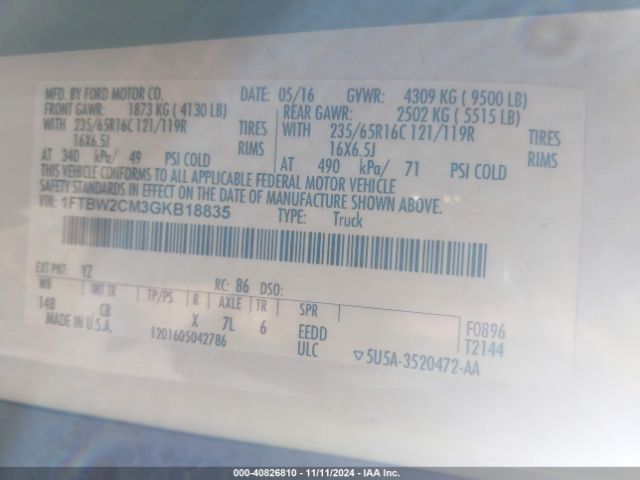 MFD. BY FORD MOTOR CO.
DATE: 05/16 GVWR: 4309 KG ( 9500 LB)
FRONT GAWR: 1873 KG ( 4130 LB)
REAR GAWR: 2502 KG ( 5515 LB)
WITH 235/65R16C 121/119R TIRES
WITH 235/65R16C 121/119R TIRES
16X6.5J RIMS
16X6.5J RIMS
AT 340 kPa/ 49 PSI COLD
AT 490 kPa/ 71 PSI COLD
THIS VEHICLE CONFORMS TO ALL APPLICABLE FEDERAL MOTOR VEHICLE
SAFETY STANDARDS IN EFFECT ON THE DATE OF MANUFACTURE SHOWN ABOVE.
VIN: 1FTBW2CM3GKB18835
TYPE: Truck
EXT PNT: YZ RC: 86 DSO:
WB INT TR TP/PS R AXLE TR SPR
148 CB X 7L 6 EEDD
F0896
MADE IN U.S.A. 1201605042786 ULC
T2144
▽5U5A-3520472-AA
000-40826810 - 11/11/2024 - IAA Inc.